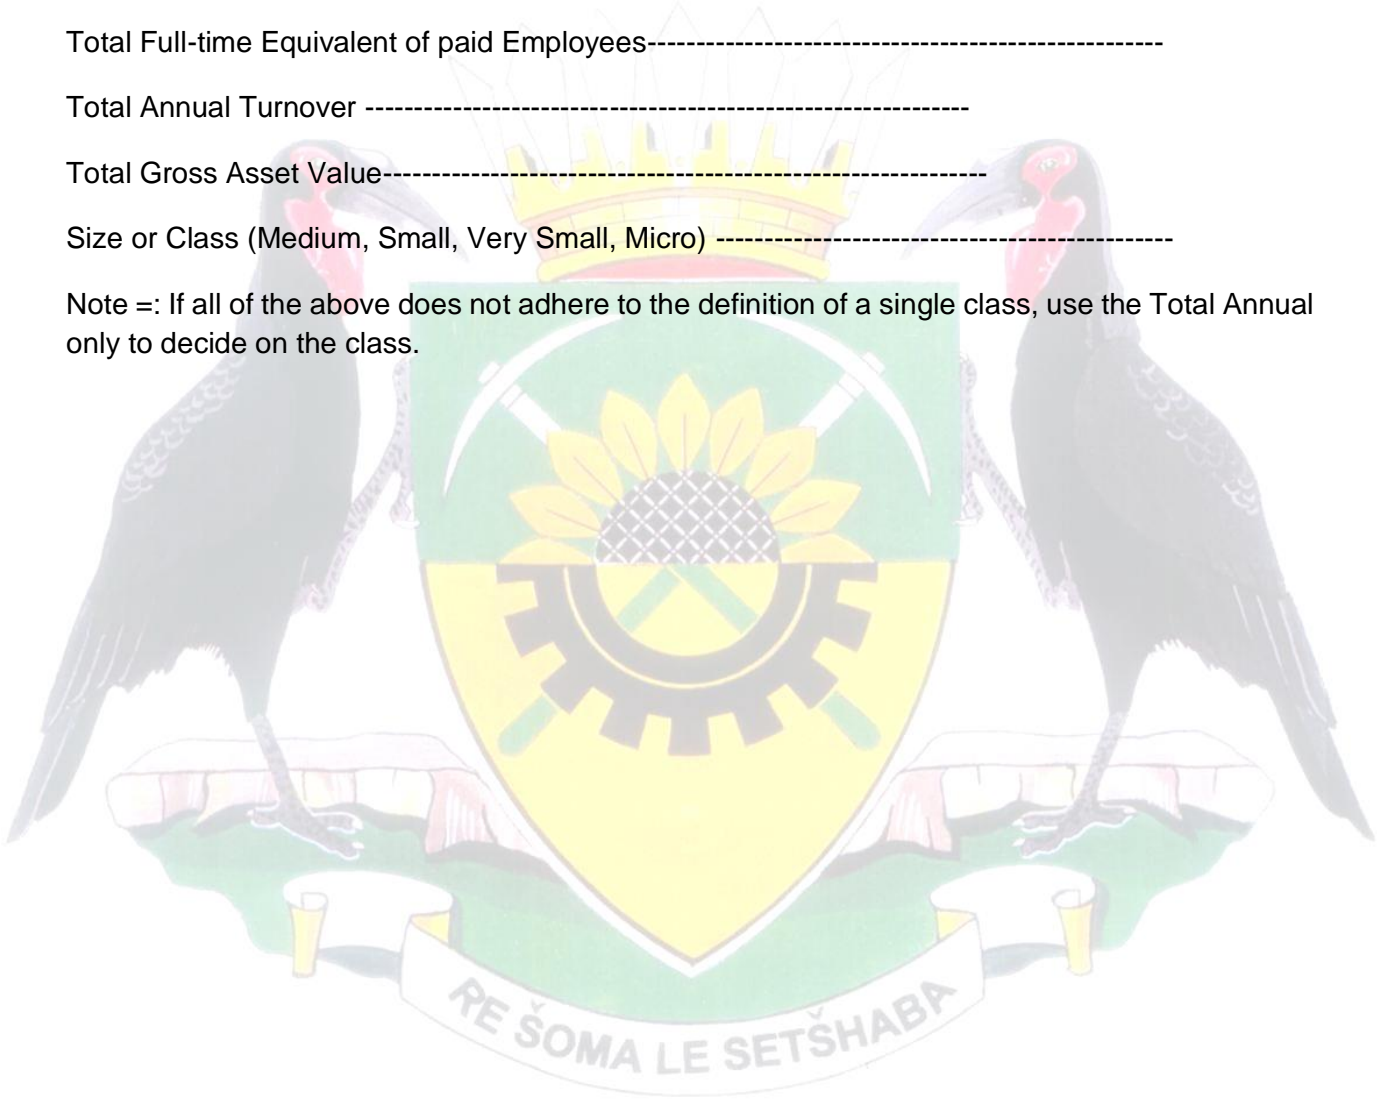 Total Full-time Equivalent of paid Employees-----------------------------------------------------
Total Annual Turnover --------------------------------------------------------------
Total Gross Asset Value--------------------------------------------------------------
Size or Class (Medium, Small, Very Small, Micro) -----------------------------------------------
Note =: If all of the above does not adhere to the definition of a single class, use the Total Annual
only to decide on the class.
RE ŠOMA LE SETŠHABA